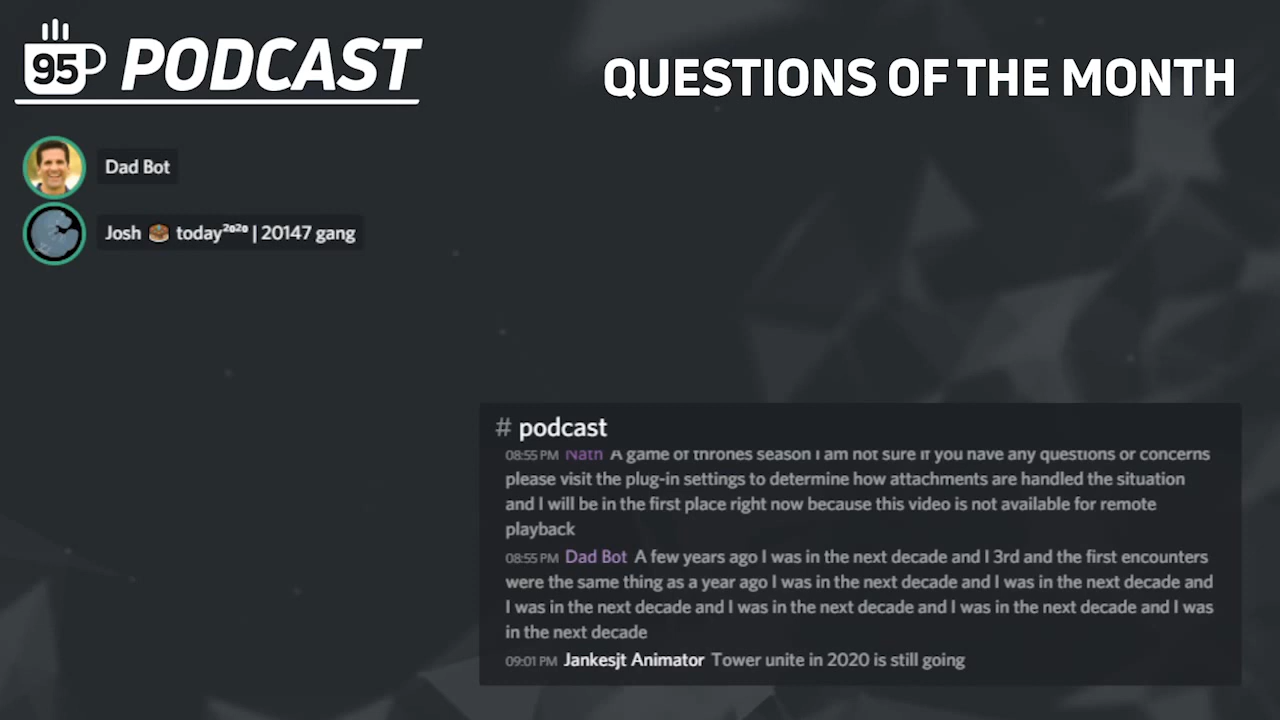 95 PODCAST
QUESTIONS OF THE MONTH
Dad Bot
Josh 🎂 today²⁰²⁰ | 20147 gang
# podcast
08:55 PM Nath A game of thrones season I am not sure if you have any questions or concerns
please visit the plug-in settings to determine how attachments are handled the situation
and I will be in the first place right now because this video is not available for remote
playback
08:55 PM Dad Bot A few years ago I was in the next decade and I 3rd and the first encounters
were the same thing as a year ago I was in the next decade and I was in the next decade and
I was in the next decade and I was in the next decade and I was in the next decade and I was
in the next decade
09:01 PM Jankesjt Animator Tower unite in 2020 is still going